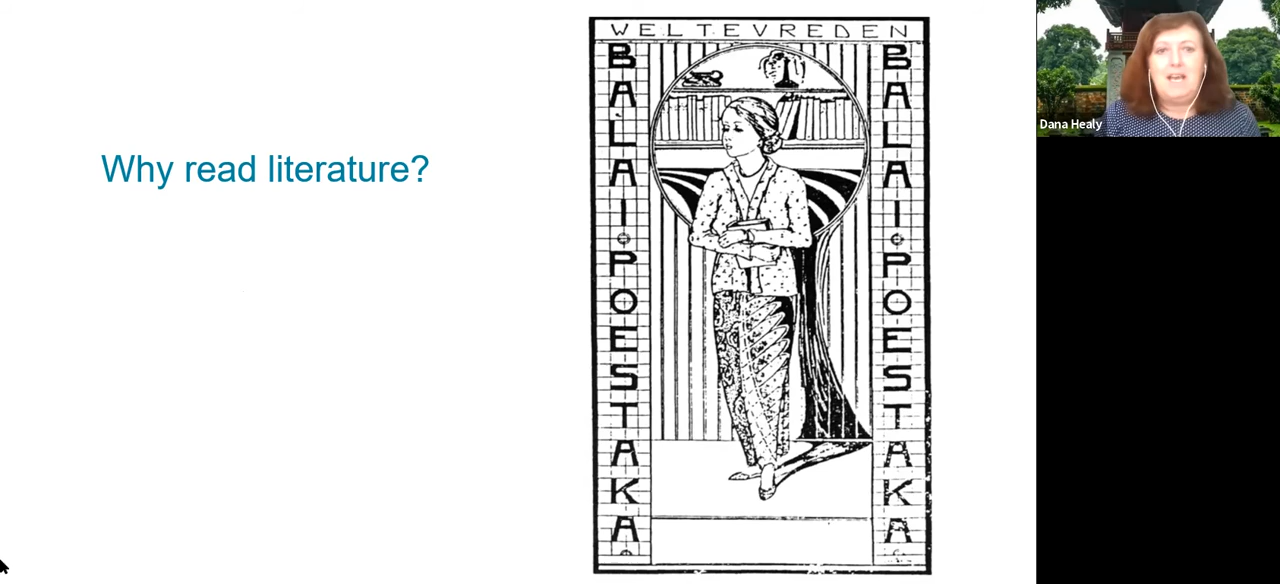 Why read literature?
WELTEVREDEN
BALAI POESTAKA
BALAI POESTAKA
Dana Healy